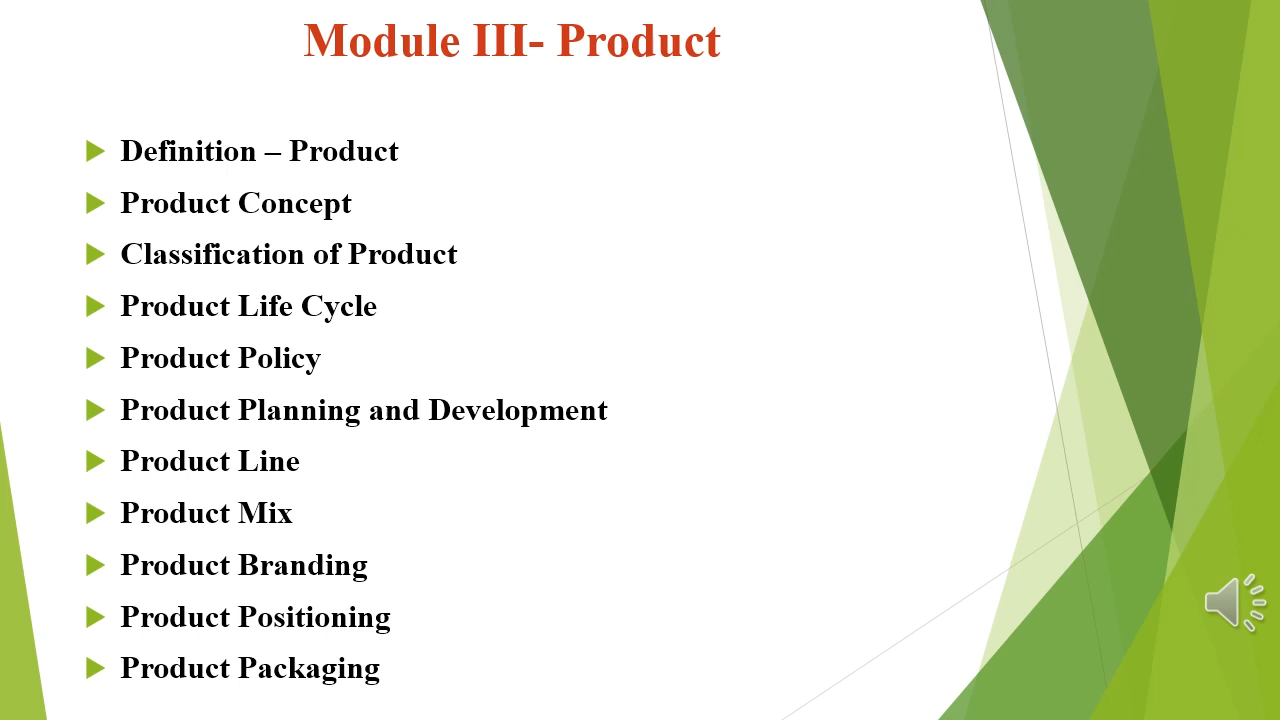 Module III- Product
Definition – Product
Product Concept
Classification of Product
Product Life Cycle
Product Policy
Product Planning and Development
Product Line
Product Mix
Product Branding
Product Positioning
Product Packaging